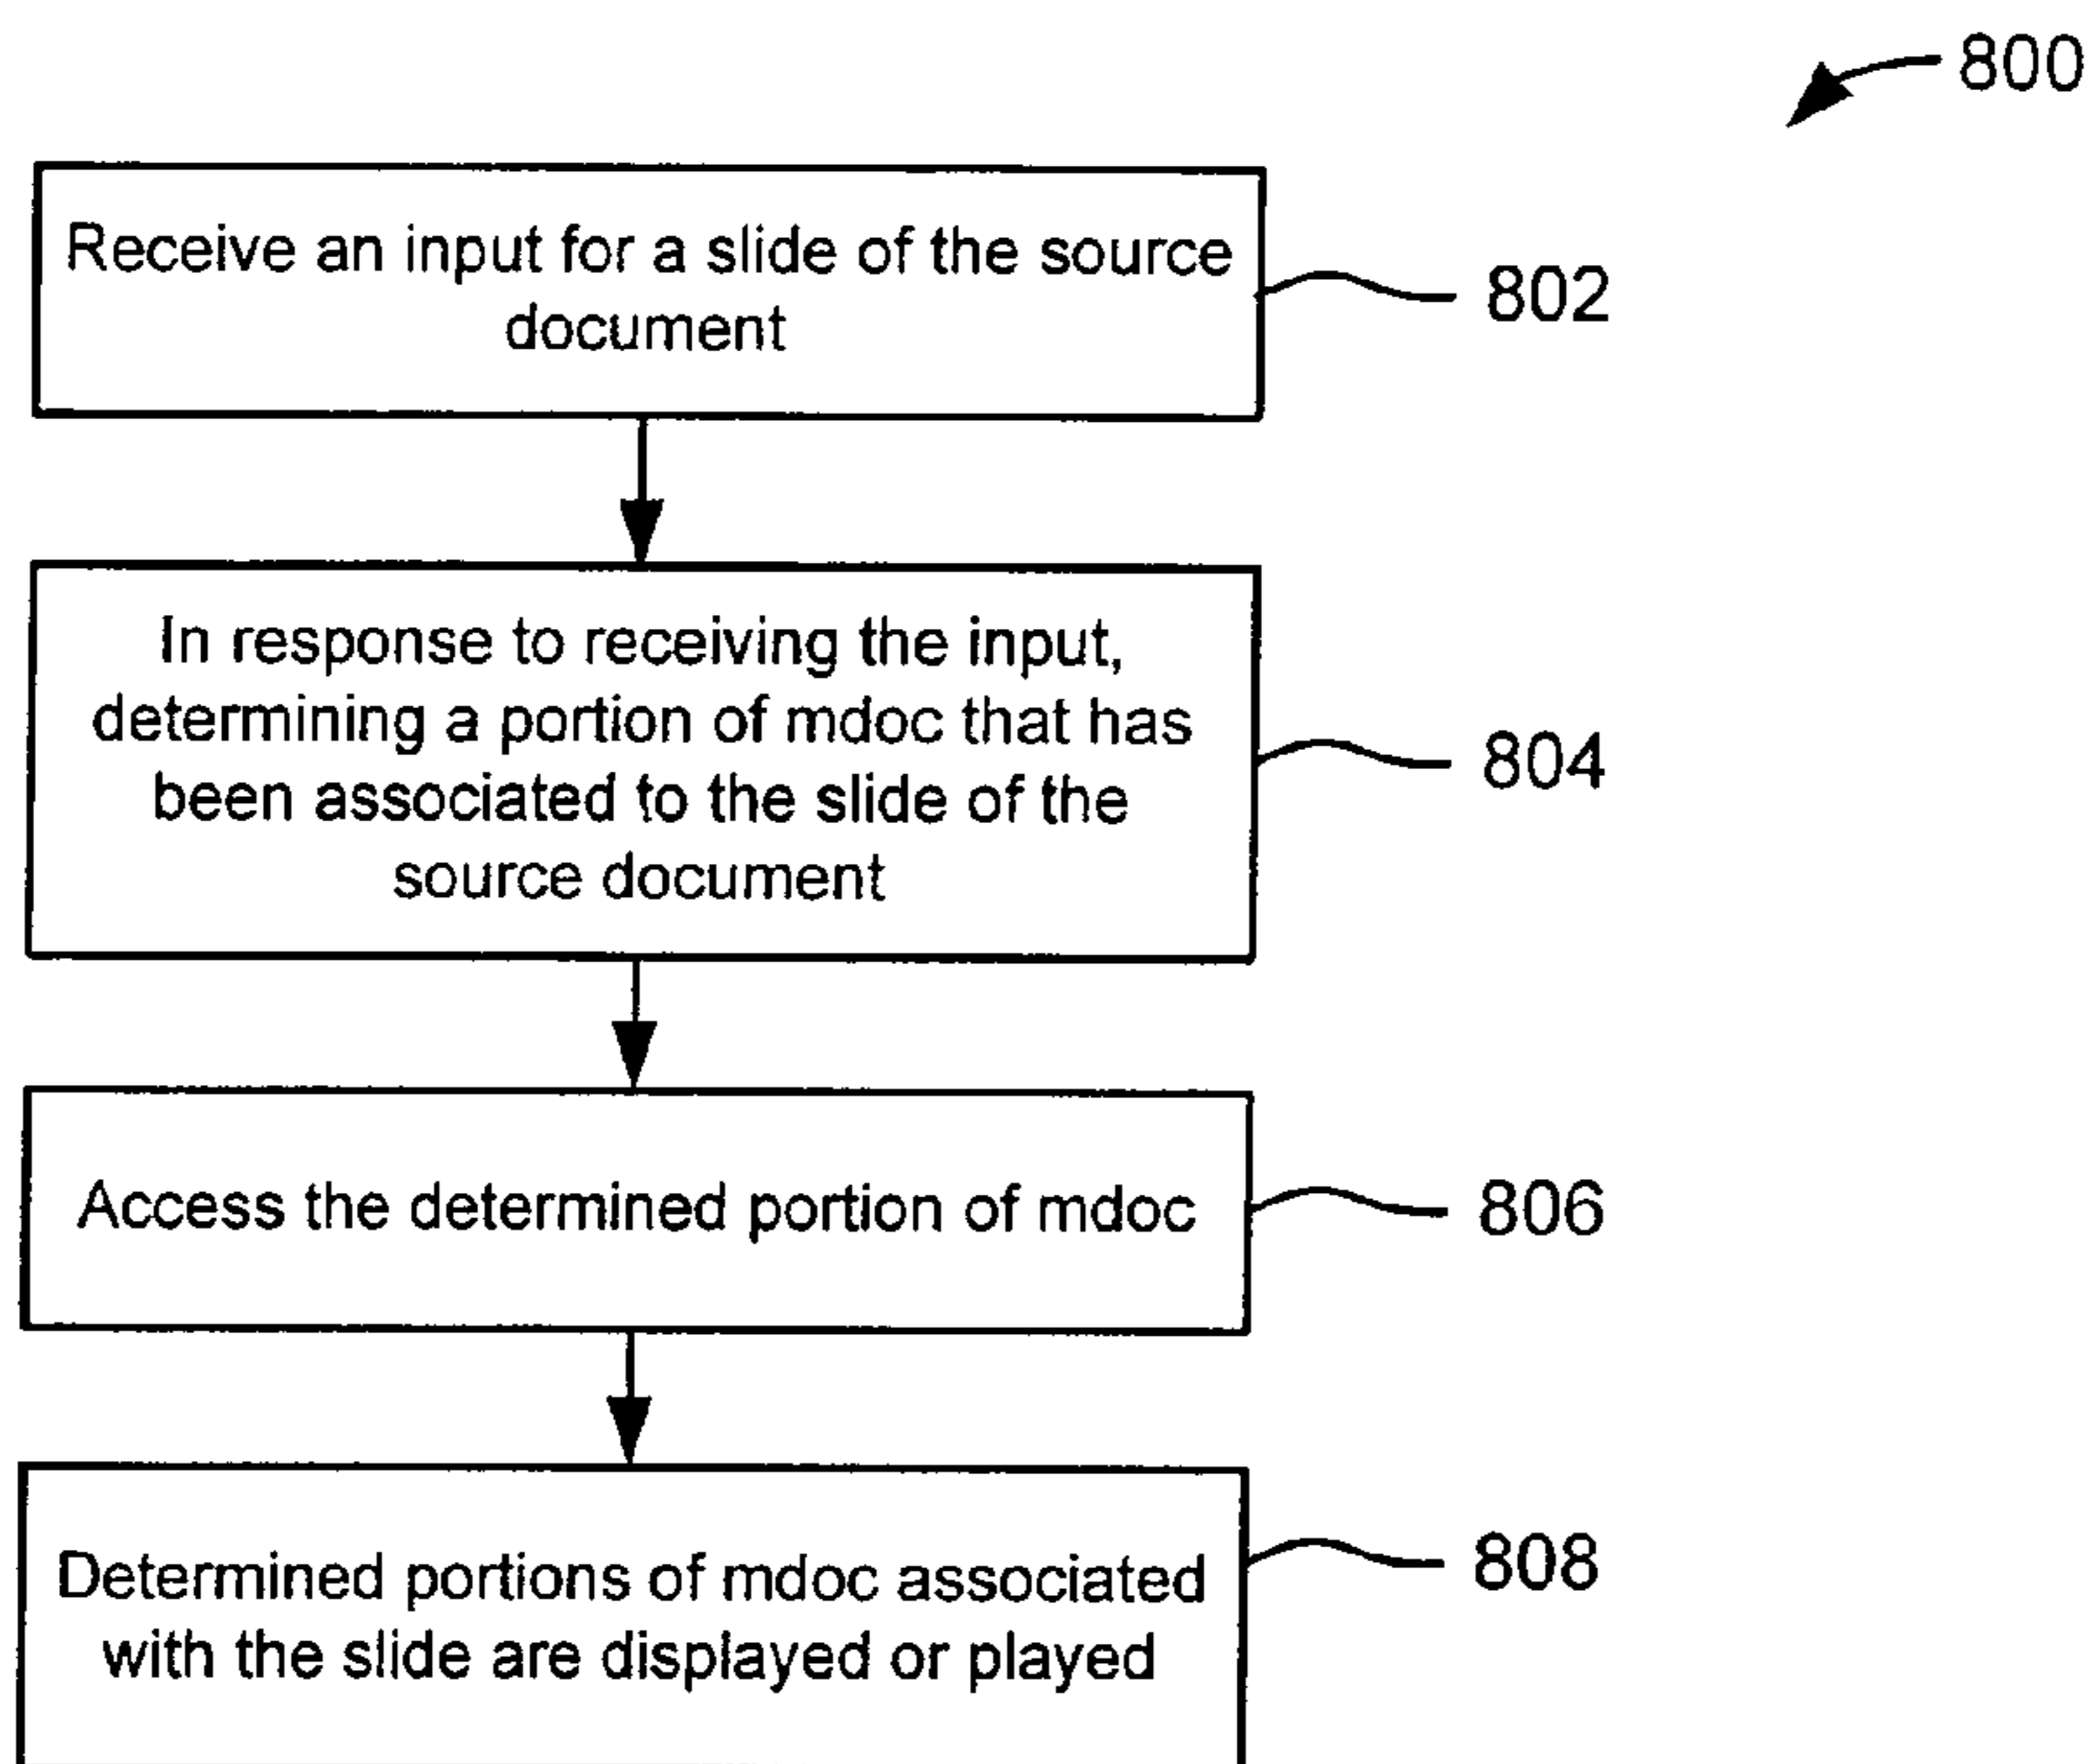 800
Receive an input for a slide of the source
document
802
In response to receiving the input,
determining a portion of mdoc that has
been associated to the slide of the
source document
804
Access the determined portion of mdoc
806
Determined portions of mdoc associated
with the slide are displayed or played
808